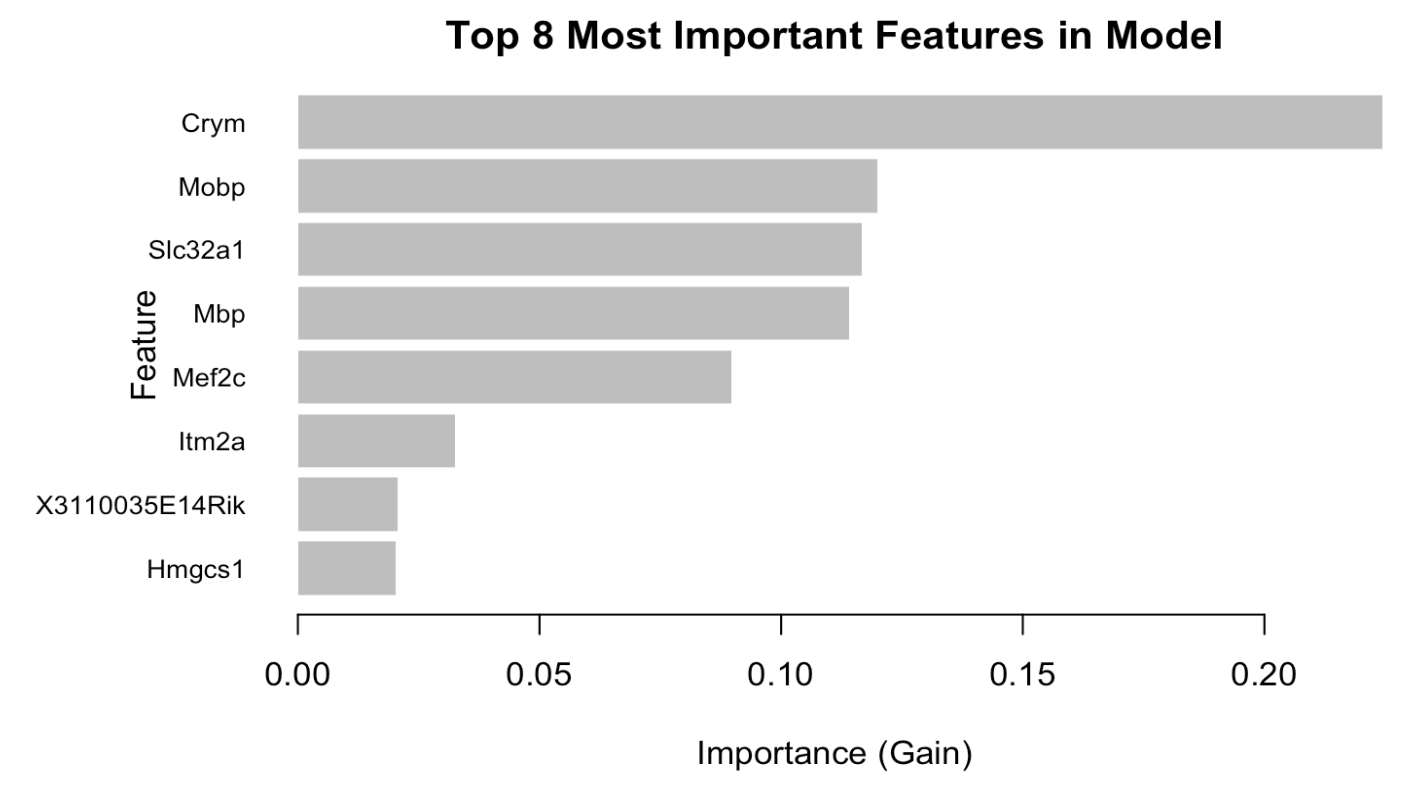 Top 8 Most Important Features in Model
Crym
Mobp
Slc32a1
Mbp
Feature
Mef2c
Itm2a
X3110035E14Rik
Hmgcs1
0.00 0.05 0.10 0.15 0.20
Importance (Gain)